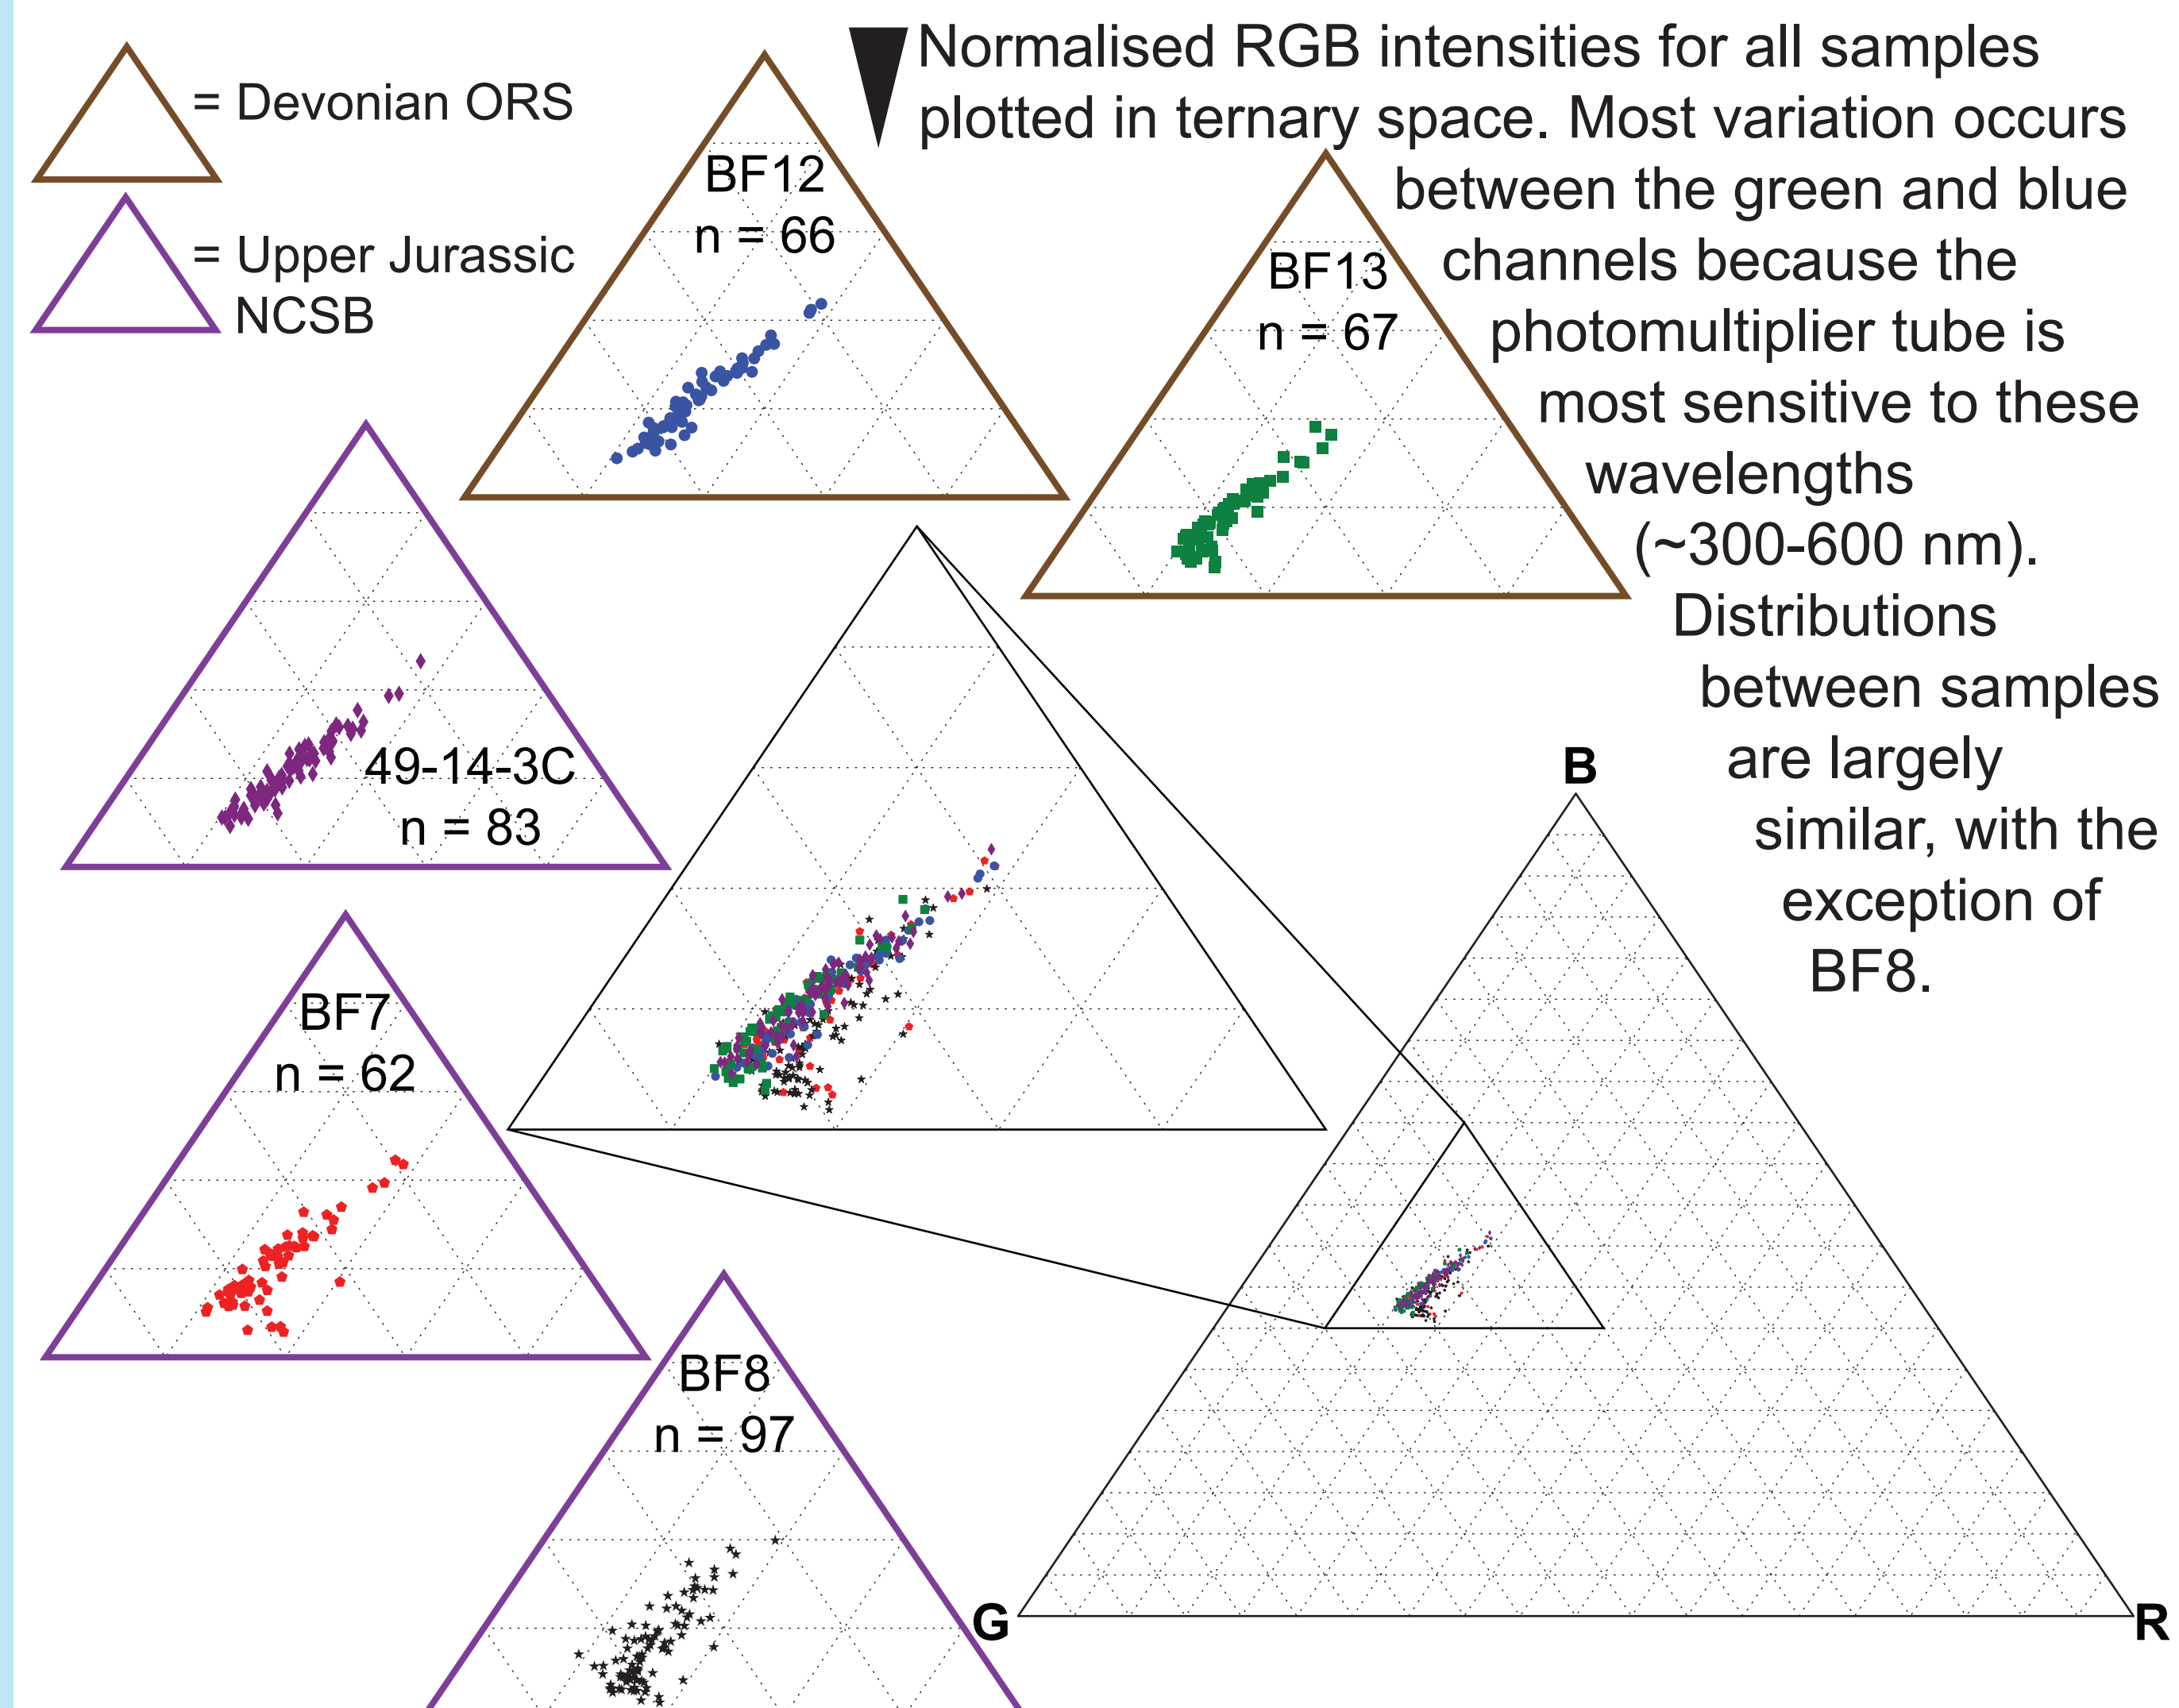 = Devonian ORS
= Upper Jurassic
NCSB
Normalised RGB intensities for all samples
plotted in ternary space. Most variation occurs
between the green and blue
channels because the
photomultiplier tube is
most sensitive to these
wavelengths
(~300-600 nm).
Distributions
between samples
are largely
similar, with the
exception of
BF8.
BF12
n = 66
BF13
n = 67
49-14-3C
n = 83
BF7
n = 62
BF8
n = 97
B
G
R